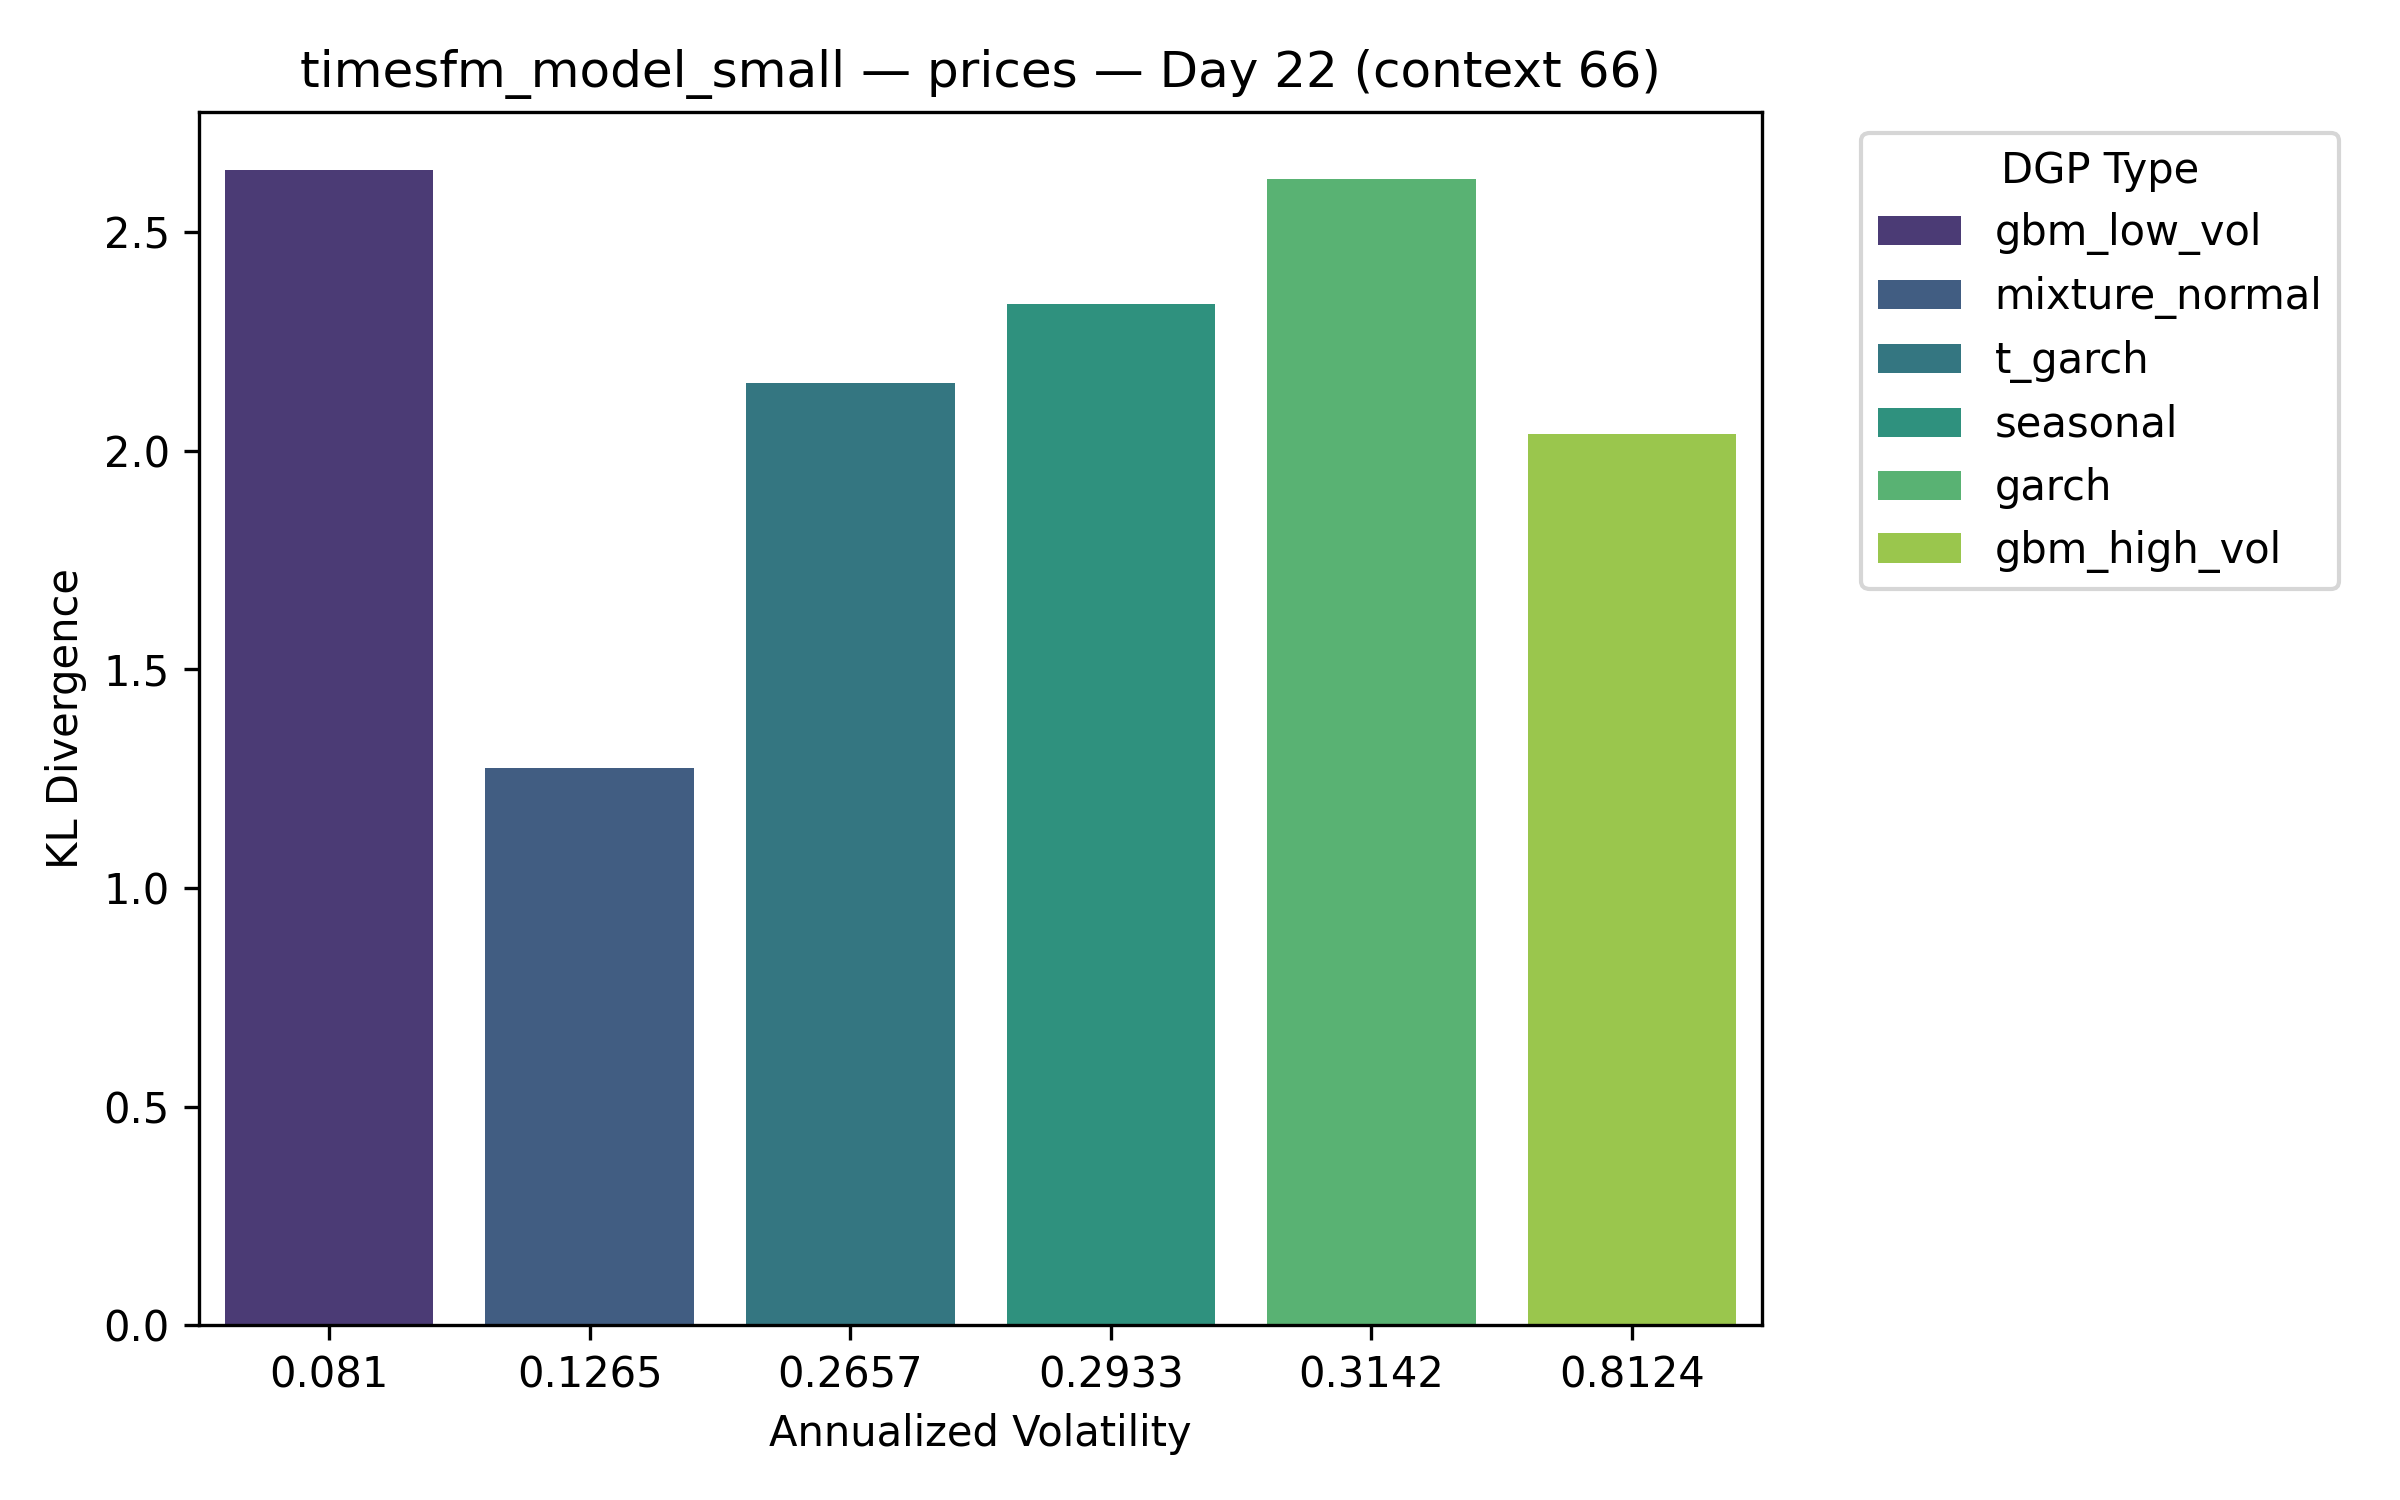 timesfm_model_small — prices — Day 22 (context 66)
KL Divergence
2.5
2.0
1.5
1.0
0.5
0.0
0.081 0.1265 0.2657 0.2933 0.3142 0.8124
Annualized Volatility
DGP Type
gbm_low_vol
mixture_normal
t_garch
seasonal
garch
gbm_high_vol